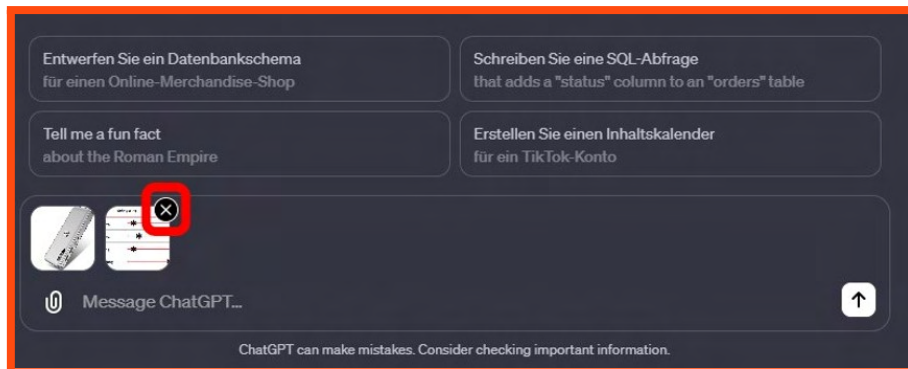 Entwerfen Sie ein Datenbankschema
für einen Online-Merchandise-Shop
Schreiben Sie eine SQL-Abfrage
that adds a "status" column to an "orders" table
Tell me a fun fact
about the Roman Empire
Erstellen Sie einen Inhaltskalender
für ein TikTok-Konto
Message ChatGPT...
ChatGPT can make mistakes. Consider checking important information.